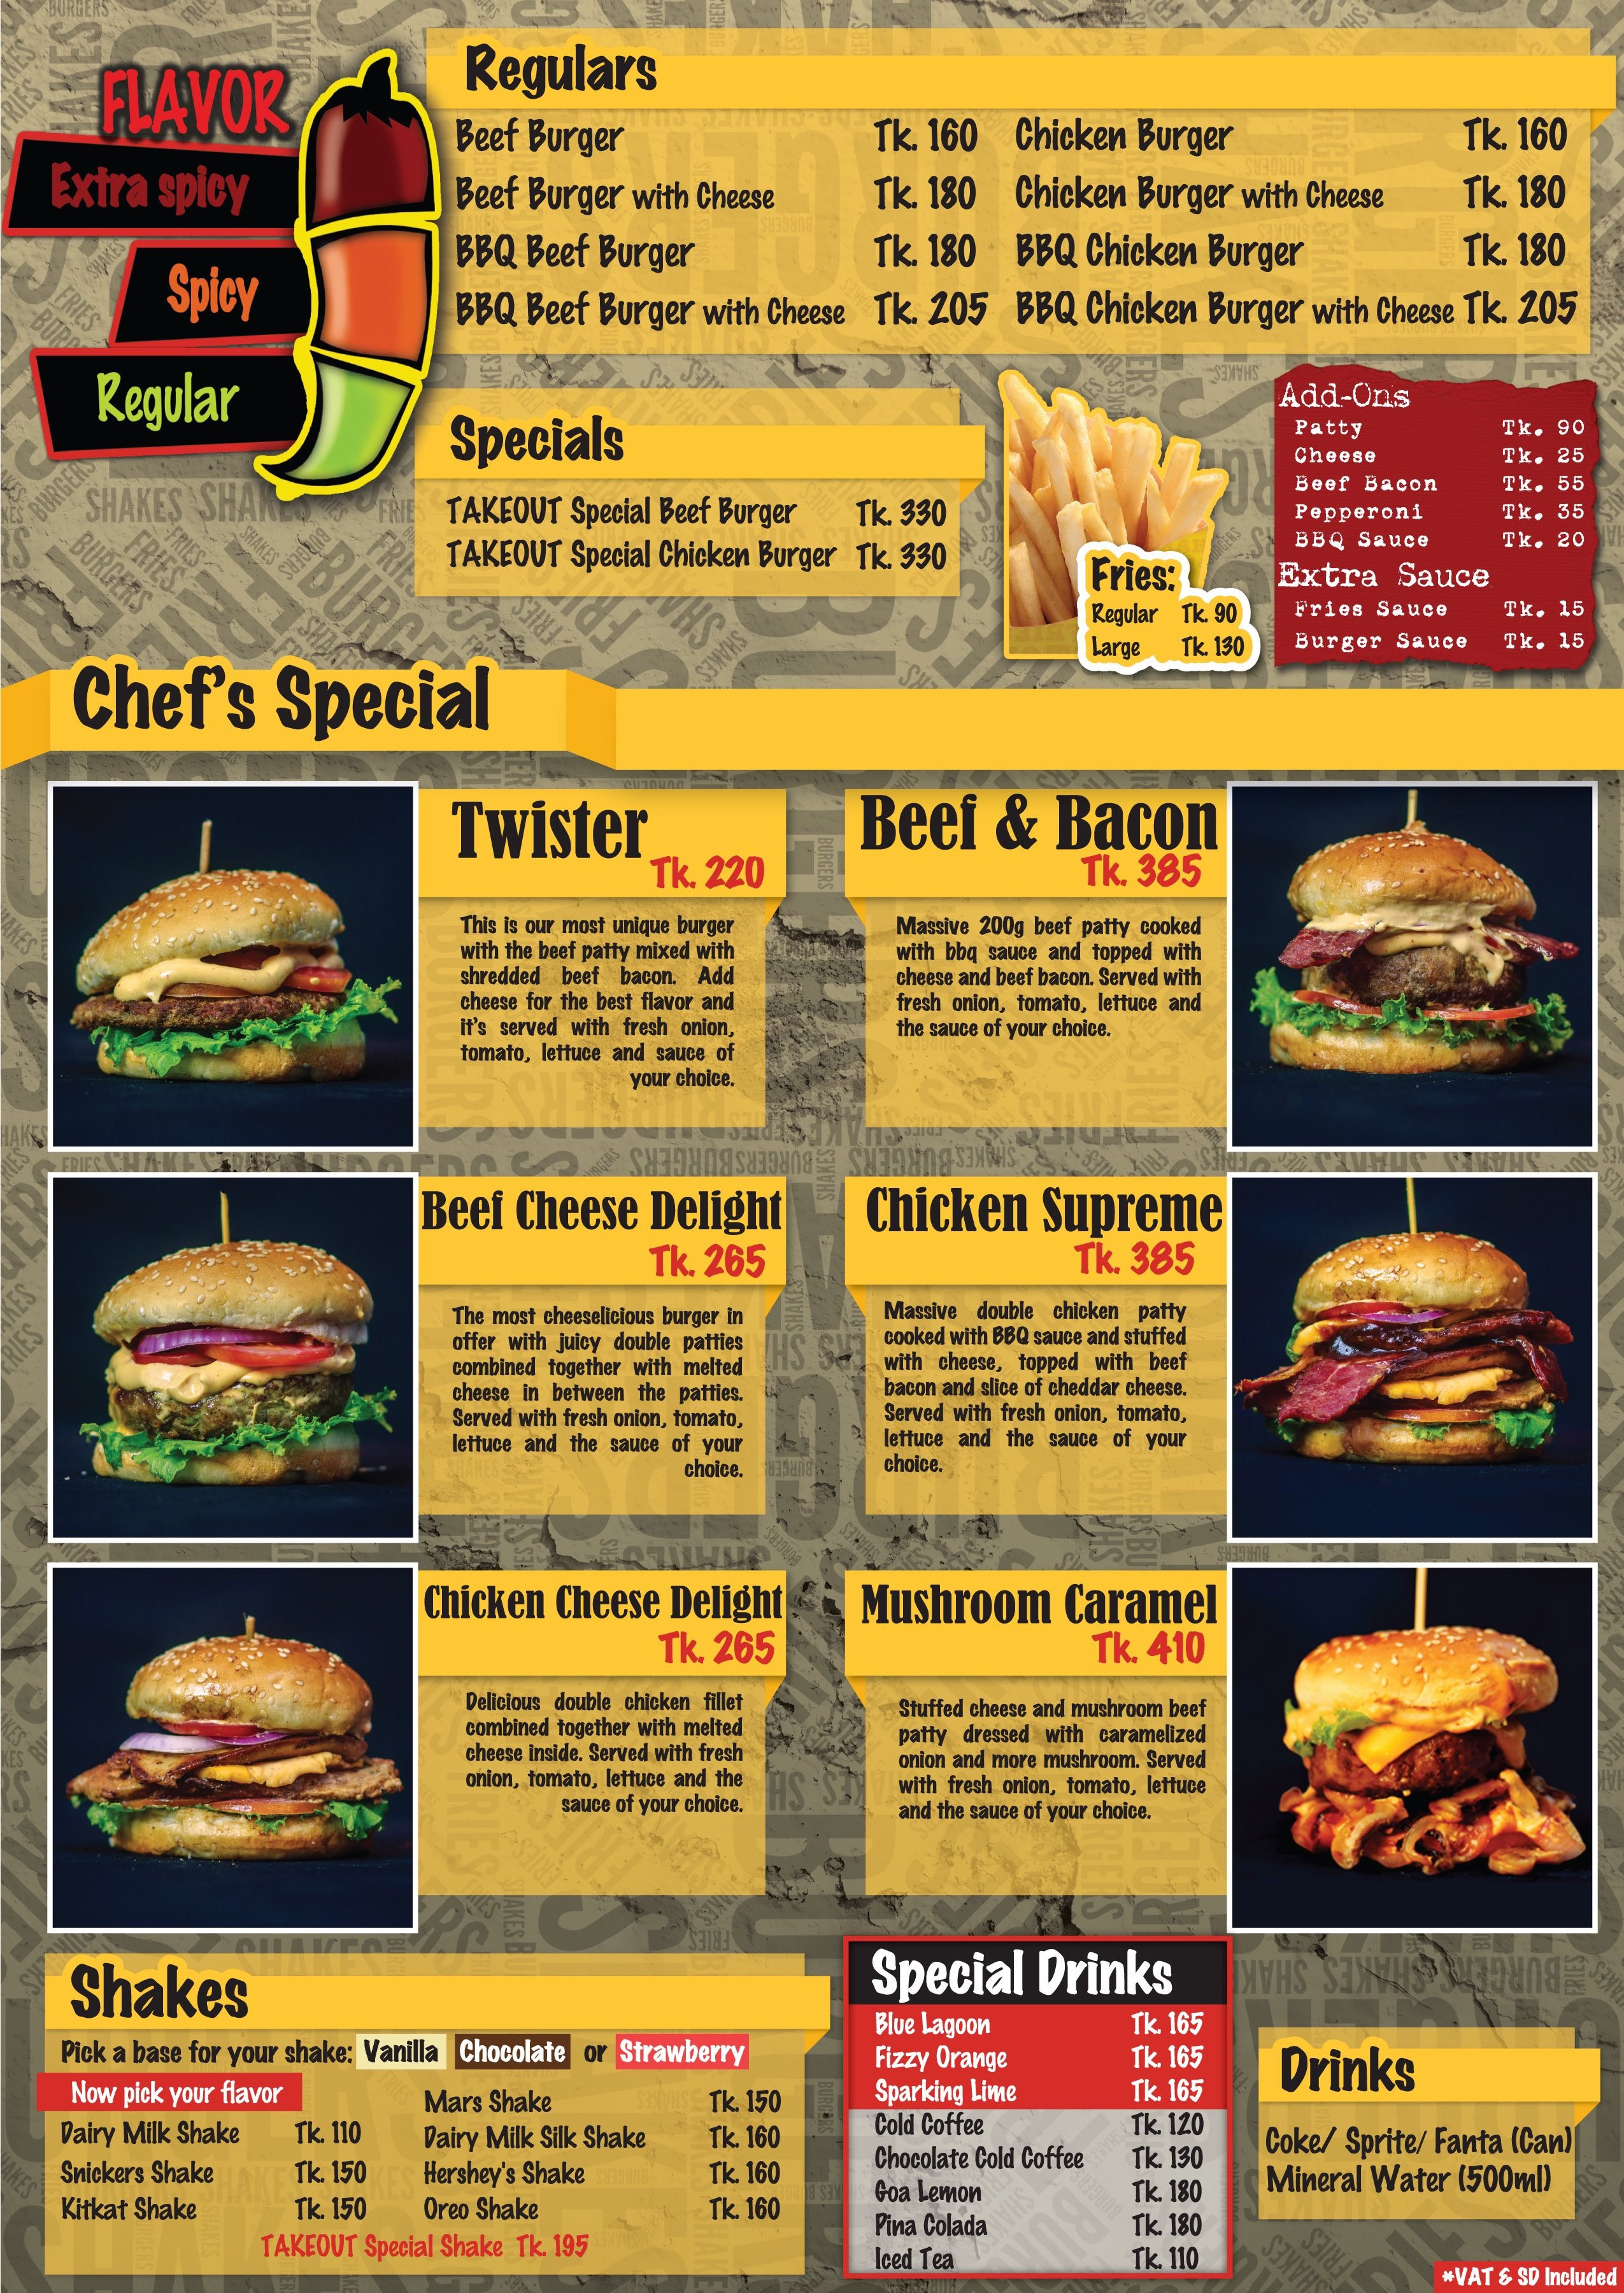 FLAVOR
Extra spicy
Spicy
Regular
Regulars
Beef Burger Tk. 160
Beef Burger with Cheese Tk. 180
BBQ Beef Burger Tk. 180
BBQ Beef Burger with Cheese Tk. 205
Chicken Burger Tk. 160
Chicken Burger with Cheese Tk. 180
BBQ Chicken Burger Tk. 180
BBQ Chicken Burger with Cheese Tk. 205
Specials
TAKEOUT Special Beef Burger Tk. 330
TAKEOUT Special Chicken Burger Tk. 330
Fries:
Regular Tk. 90
Large Tk. 130
Add-Ons
Patty Tk. 90
Cheese Tk. 25
Beef Bacon Tk. 55
Pepperoni Tk. 35
BBQ Sauce Tk. 20
Extra Sauce
Fries Sauce Tk. 15
Burger Sauce Tk. 15
Chef's Special
Twister
Tk. 220
This is our most unique burger
with the beef patty mixed with
shredded beef bacon. Add
cheese for the best flavor and
it's served with fresh onion,
tomato, lettuce and sauce of
your choice.
Beef & Bacon
Tk. 385
Massive 200g beef patty cooked
with bbq sauce and topped with
cheese and beef bacon. Served with
fresh onion, tomato, lettuce and
the sauce of your choice.
Beef Cheese Delight
Tk. 265
The most cheeselicious burger in
offer with juicy double patties
combined together with melted
cheese in between the patties.
Served with fresh onion, tomato,
lettuce and the sauce of your
choice.
Chicken Supreme
Tk. 385
Massive double chicken patty
cooked with BBQ sauce and stuffed
with cheese, topped with beef
bacon and slice of cheddar cheese.
Served with fresh onion, tomato,
lettuce and the sauce of your
choice.
Chicken Cheese Delight
Tk. 265
Delicious double chicken fillet
combined together with melted
cheese inside. Served with fresh
onion, tomato, lettuce and the
sauce of your choice.
Mushroom Caramel
Tk. 410
Stuffed cheese and mushroom beef
patty dressed with caramelized
onion and more mushroom. Served
with fresh onion, tomato, lettuce
and the sauce of your choice.
Shakes
Pick a base for your shake: Vanilla Chocolate or Strawberry
Now pick your flavor
Dairy Milk Shake Tk. 110
Snickers Shake Tk. 150
Kitkat Shake Tk. 150
Mars Shake Tk. 150
Dairy Milk Silk Shake Tk. 160
Hershey's Shake Tk. 160
Oreo Shake Tk. 160
TAKEOUT Special Shake Tk. 195
Special Drinks
Blue Lagoon Tk. 165
Fizzy Orange Tk. 165
Sparking Lime Tk. 165
Cold Coffee Tk. 120
Chocolate Cold Coffee Tk. 130
Goa Lemon Tk. 180
Pina Colada Tk. 180
Iced Tea Tk. 110
Drinks
Coke/ Sprite/ Fanta (Can)
Mineral Water (500ml)
*VAT & SD Included